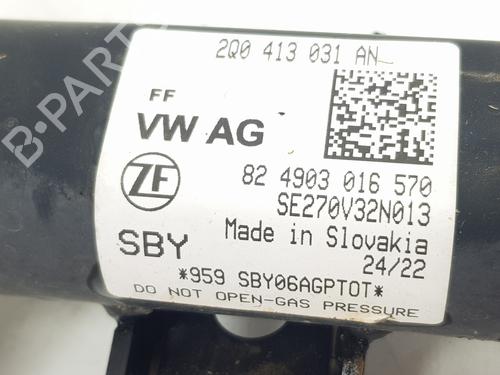 2Q0 413 031 AN
FF
VW AG
ZF
82 4903 016 570
SE270V32N013
SBY
Made in Slovakia
24/22
*959 SBY06AGPTOT*
DO NOT OPEN-GAS PRESSURE
B-PARTS